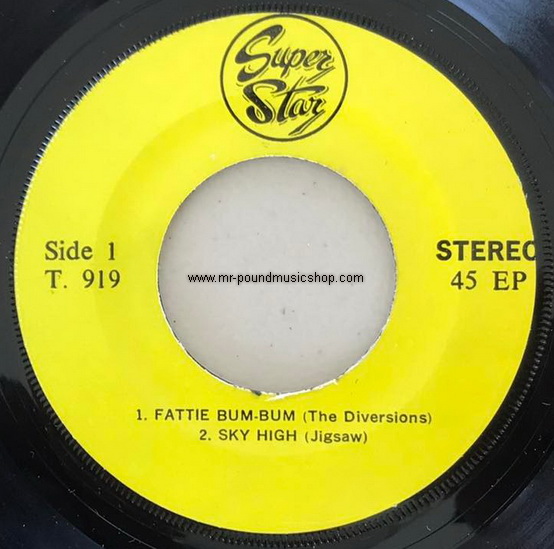 Super
Star
Side 1
T. 919
STEREO
45 EP
www.mr-poundmusicshop.com
1. FATTIE BUM-BUM (The Diversions)
2. SKY HIGH (Jigsaw)